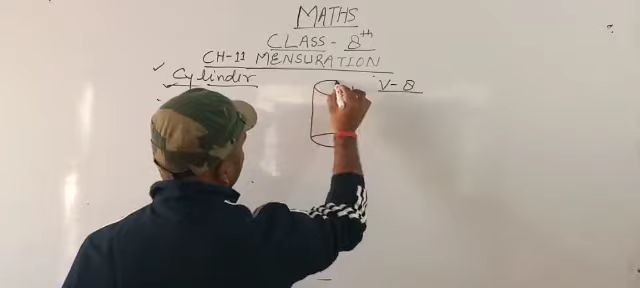 MATHS
CLASS - 8th
CH-11 MENSURATION
Cylinder
V-8